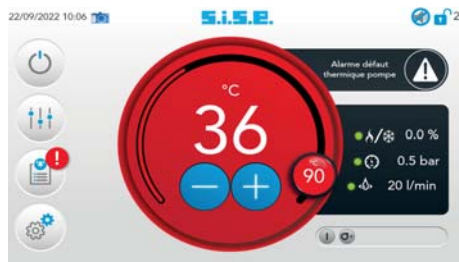 22/09/2022 10:06
S.i.S.E.
2
°C
36
°C
90
Alarme défaut
thermique pompe
0.0 %
0.5 bar
20 l/min